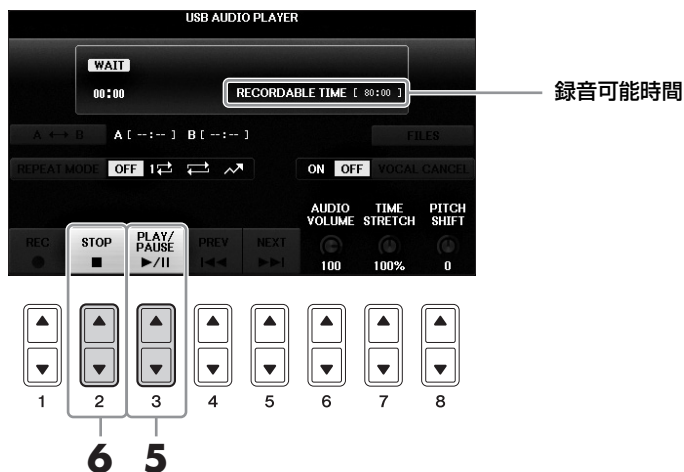 USB AUDIO PLAYER
WAIT
00:00
RECORDABLE TIME [ 80:00 ]
録音可能時間
A ↔ B
A [ --:-- ] B [ --:-- ]
FILES
REPEAT MODE OFF 1
ON OFF VOCAL CANCEL
AUDIO VOLUME
TIME STRETCH
PITCH SHIFT
REC
STOP
PLAY/PAUSE
PREV
NEXT
100
100%
0
1 2 3 4 5 6 7 8
6 5